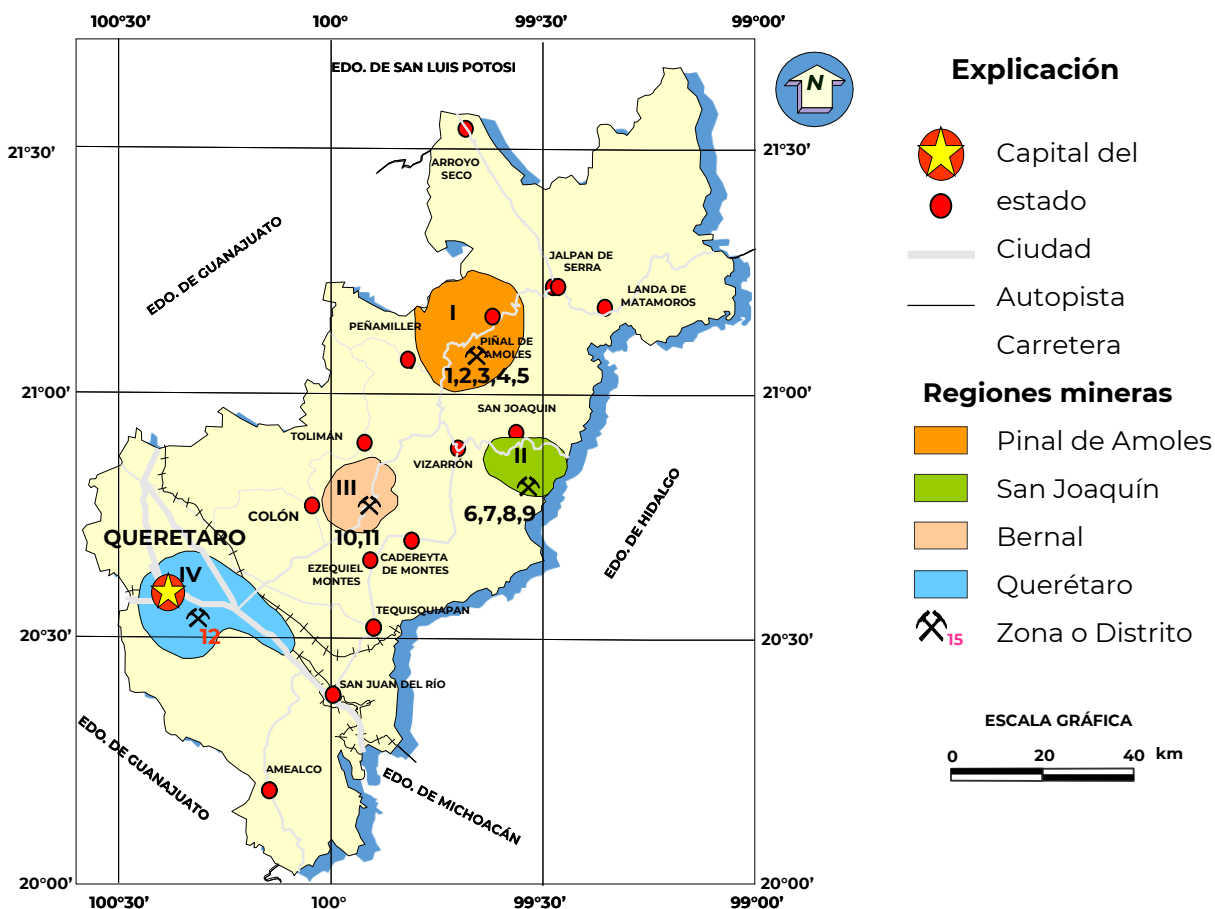 100°30’
100°
99°30’
99°00’
EDO. DE SAN LUIS POTOSI
N
21°30’
21°30’
ARROYO
SECO
EDO. DE GUANAJUATO
JALPAN DE
SERRA
LANDA DE
MATAMOROS
I
PEÑAMILLER
PIÑAL DE
AMOLES
1,2,3,4,5
21°00’
21°00’
SAN JOAQUIN
TOLIMÁN
VIZARRÓN
II
III
COLÓN
6,7,8,9
EDO. DE HIDALGO
QUERETARO
10,11
EZEQUIEL
MONTES
CADEREYTA
DE MONTES
IV
TEQUISQUIAPAN
12
20°30’
20°30’
SAN JUAN DEL RÍO
EDO. DE GUANAJUATO
AMEALCO
EDO. DE MICHOACÁN
20°00’
20°00’
100°30’
100°
99°30’
99°00’
Explicación
Capital del
estado
Ciudad
Autopista
Carretera
Regiones mineras
Pinal de Amoles
San Joaquín
Bernal
Querétaro
15
Zona o Distrito
ESCALA GRÁFICA
0 20 40 km